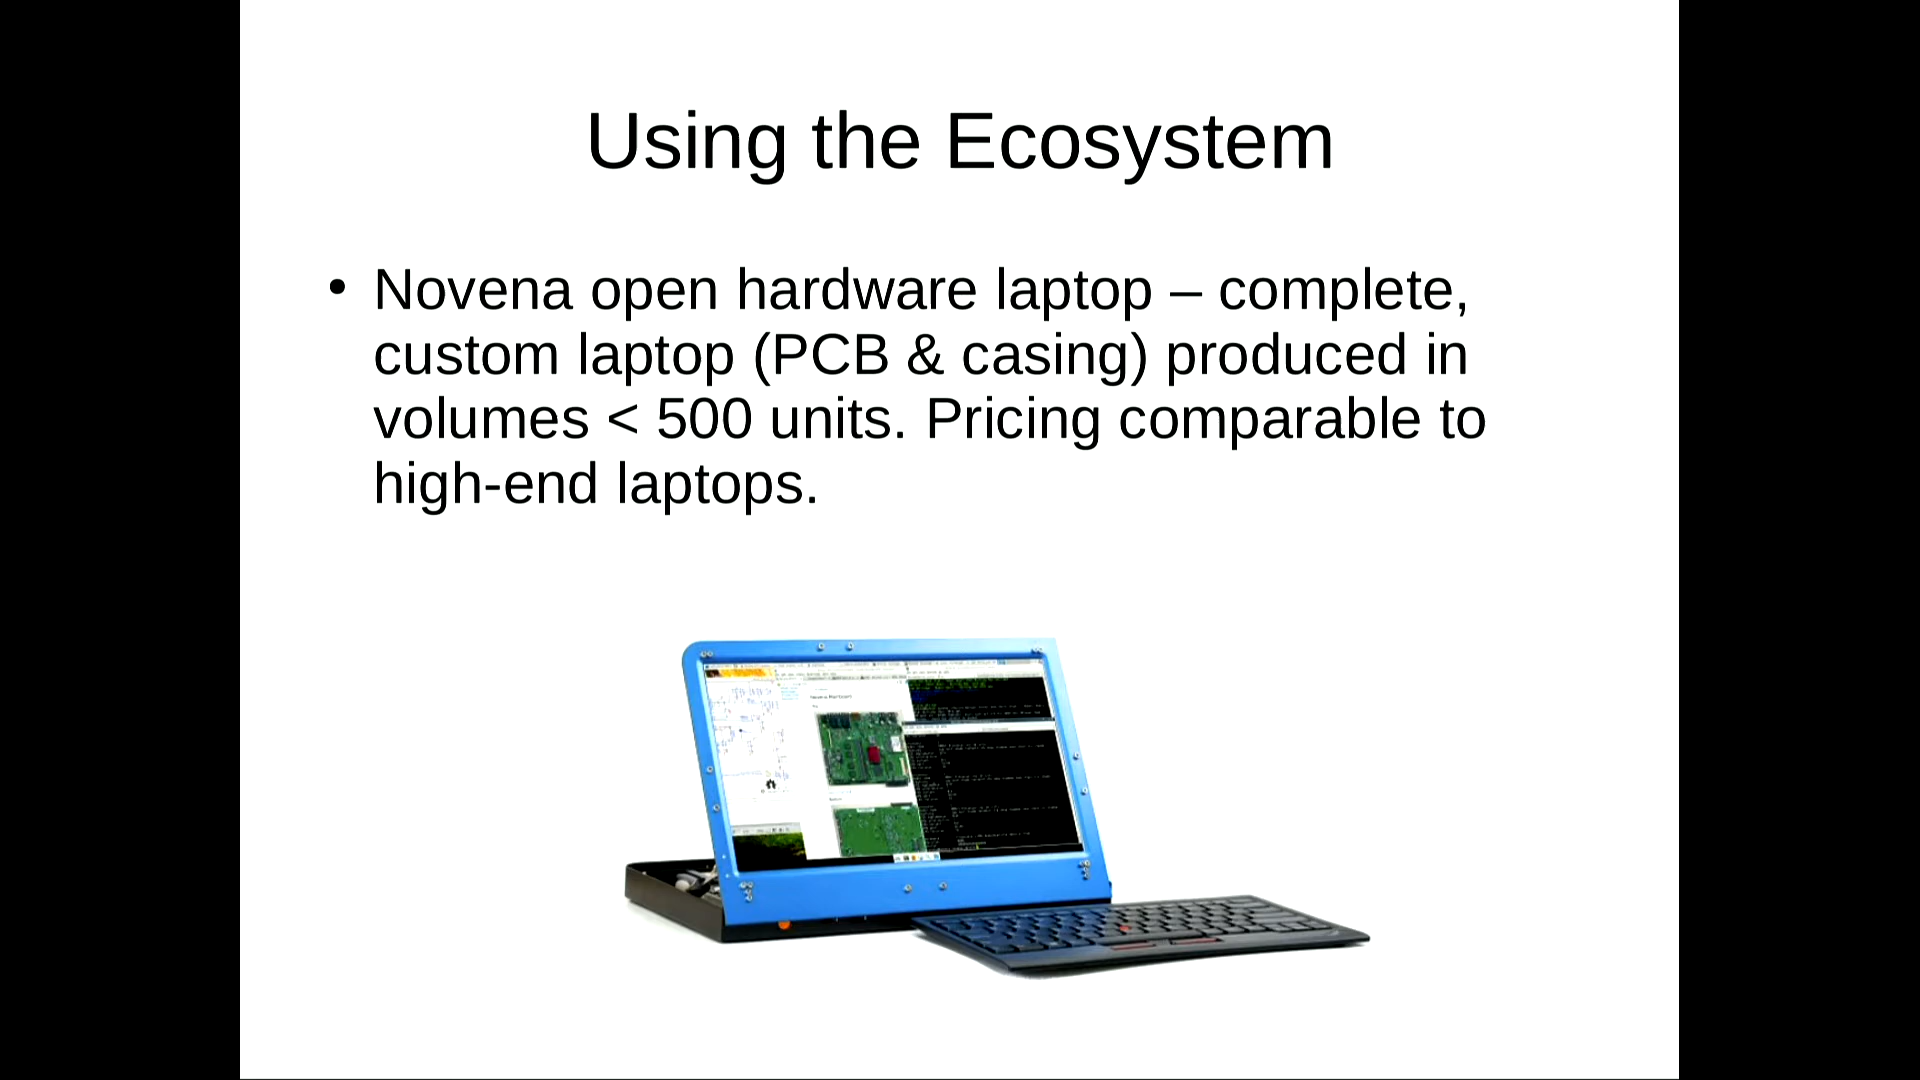 Using the Ecosystem
• Novena open hardware laptop – complete,
custom laptop (PCB & casing) produced in
volumes < 500 units. Pricing comparable to
high-end laptops.